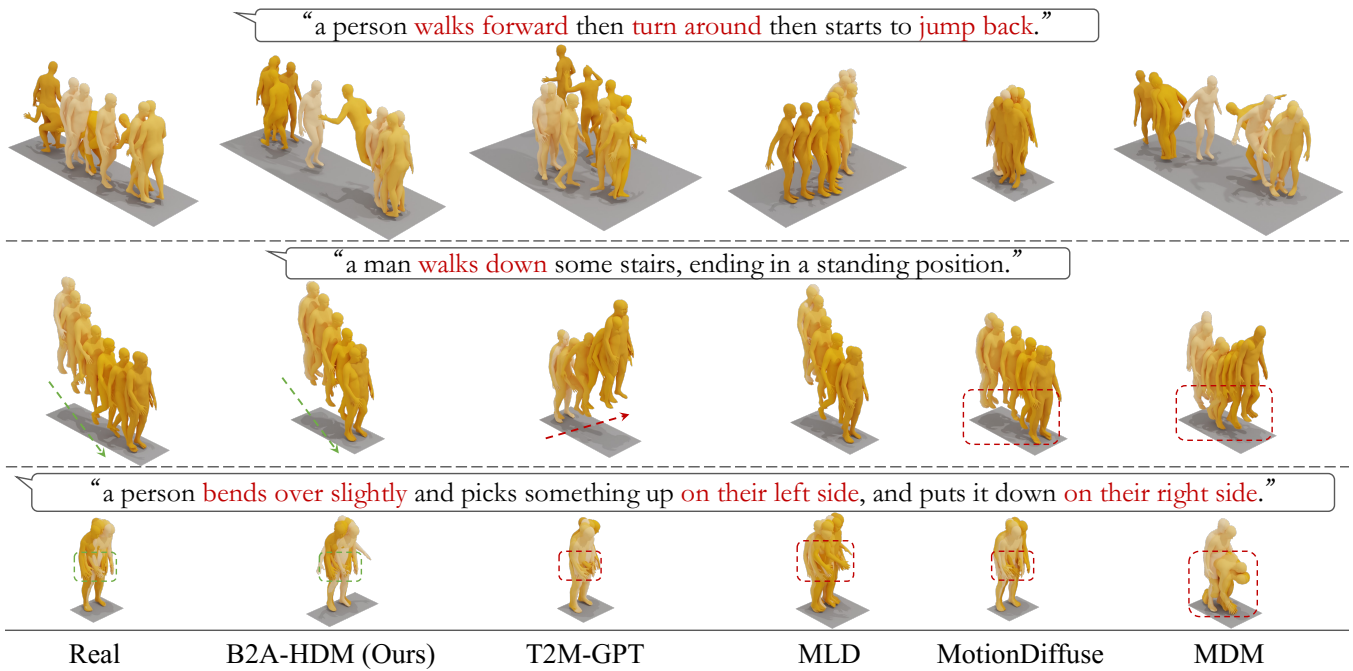 “a person walks forward then turn around then starts to jump back.”
“a man walks down some stairs, ending in a standing position.”
“a person bends over slightly and picks something up on their left side, and puts it down on their right side.”
Real B2A-HDM (Ours) T2M-GPT MLD MotionDiffuse MDM